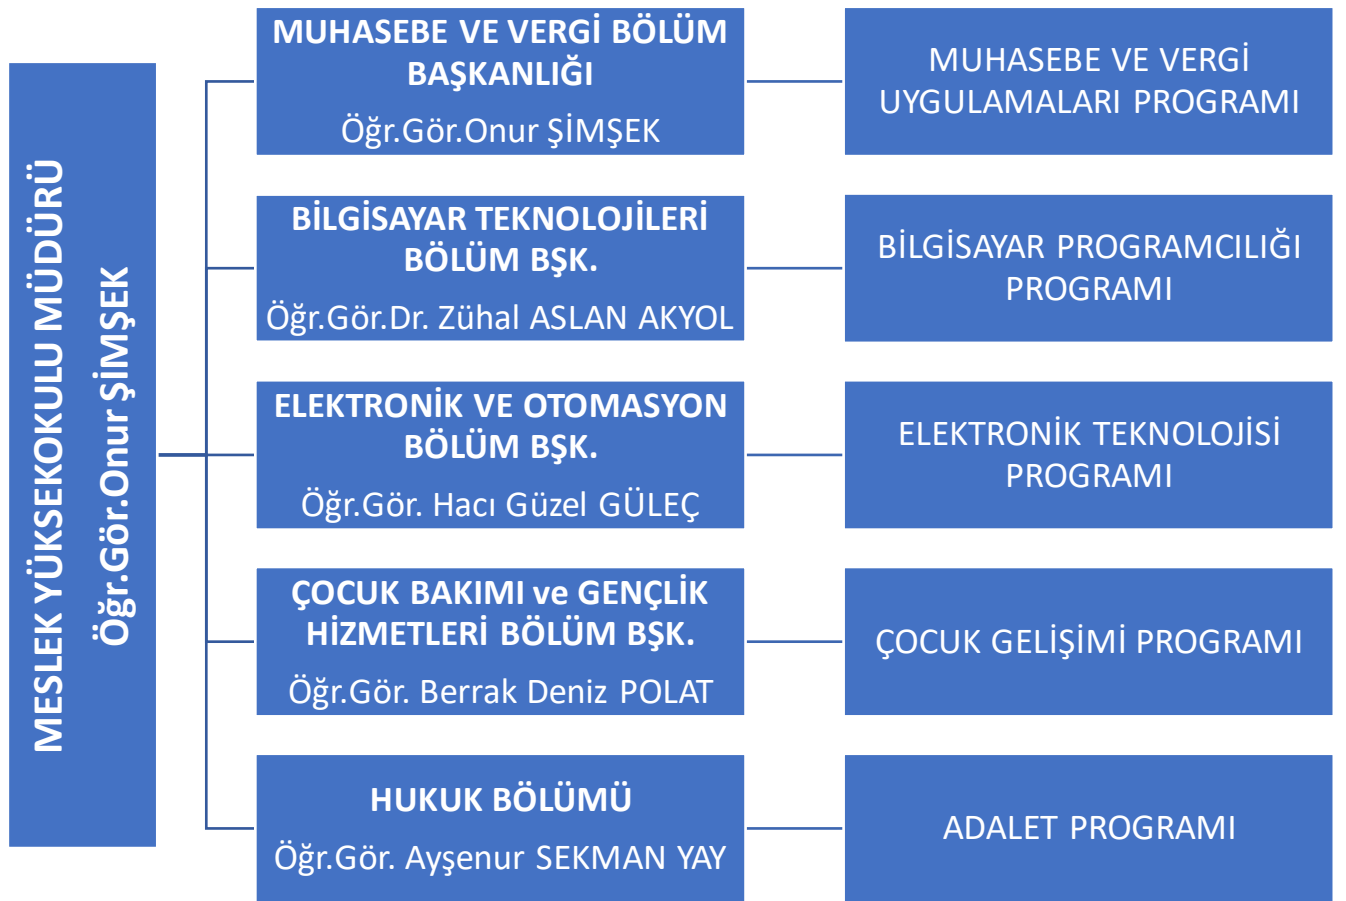 MESLEK YÜKSEKOKULU MÜDÜRÜ
Öğr.Gör.Onur ŞİMŞEK
MUHASEBE VE VERGİ BÖLÜM
BAŞKANLIĞI
Öğr.Gör.Onur ŞİMŞEK
MUHASEBE VE VERGİ
UYGULAMALARI PROGRAMI
BİLGİSAYAR TEKNOLOJİLERİ
BÖLÜM BŞK.
Öğr.Gör.Dr. Zühal ASLAN AKYOL
BİLGİSAYAR PROGRAMCILIĞI
PROGRAMI
ELEKTRONİK VE OTOMASYON
BÖLÜM BŞK.
Öğr.Gör. Hacı Güzel GÜLEÇ
ELEKTRONİK TEKNOLOJİSİ
PROGRAMI
ÇOCUK BAKIMI ve GENÇLİK
HİZMETLERİ BÖLÜM BŞK.
Öğr.Gör. Berrak Deniz POLAT
ÇOCUK GELİŞİMİ PROGRAMI
HUKUK BÖLÜMÜ
Öğr.Gör. Ayşenur SEKMAN YAY
ADALET PROGRAMI